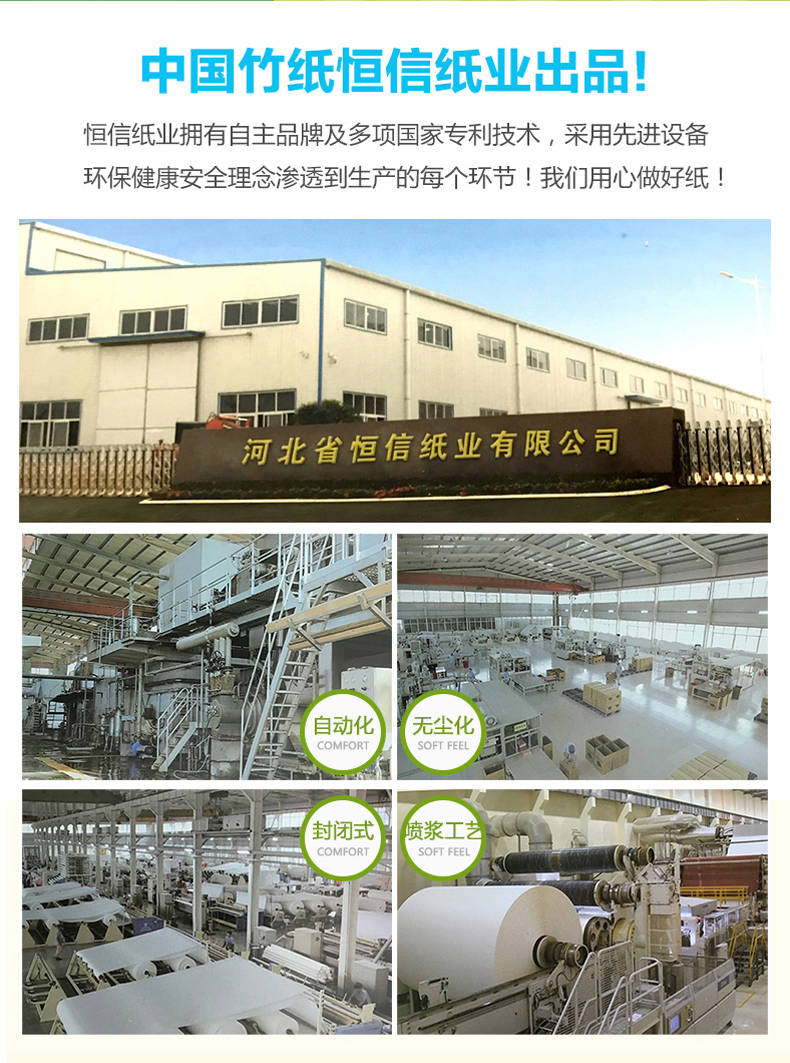 中国竹纸恒信纸业出品!
恒信纸业拥有自主品牌及多项国家专利技术，采用先进设备
环保健康安全理念渗透到生产的每个环节！我们用心做好纸！
河北省恒信纸业有限公司
自动化
COMFORT
无尘化
SOFT FEEL
封闭式
COMFORT
喷浆工艺
SOFT FEEL